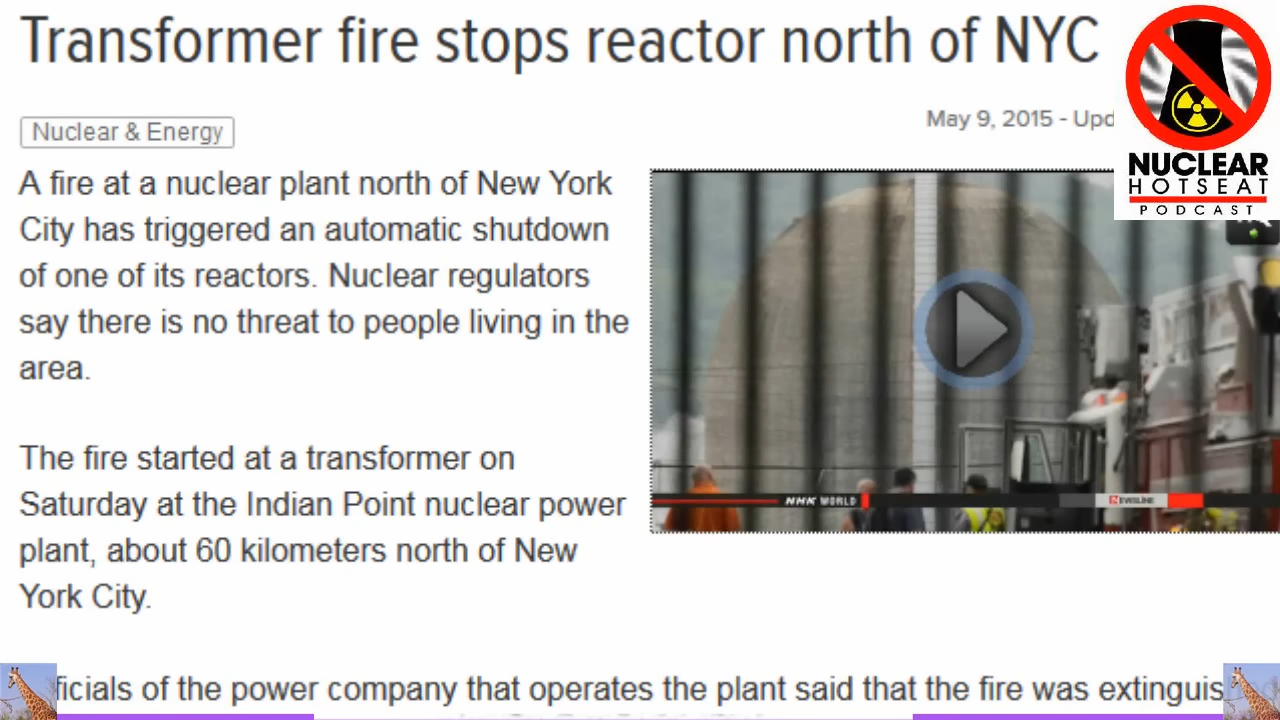 Transformer fire stops reactor north of NYC
Nuclear & Energy
May 9, 2015 - Upd
NUCLEAR
HOTSEAT
PODCAST
A fire at a nuclear plant north of New York
City has triggered an automatic shutdown
of one of its reactors. Nuclear regulators
say there is no threat to people living in the
area.
The fire started at a transformer on
Saturday at the Indian Point nuclear power
plant, about 60 kilometers north of New
York City.
NHK WORLD
NEWSLINE
ficials of the power company that operates the plant said that the fire was extinguis